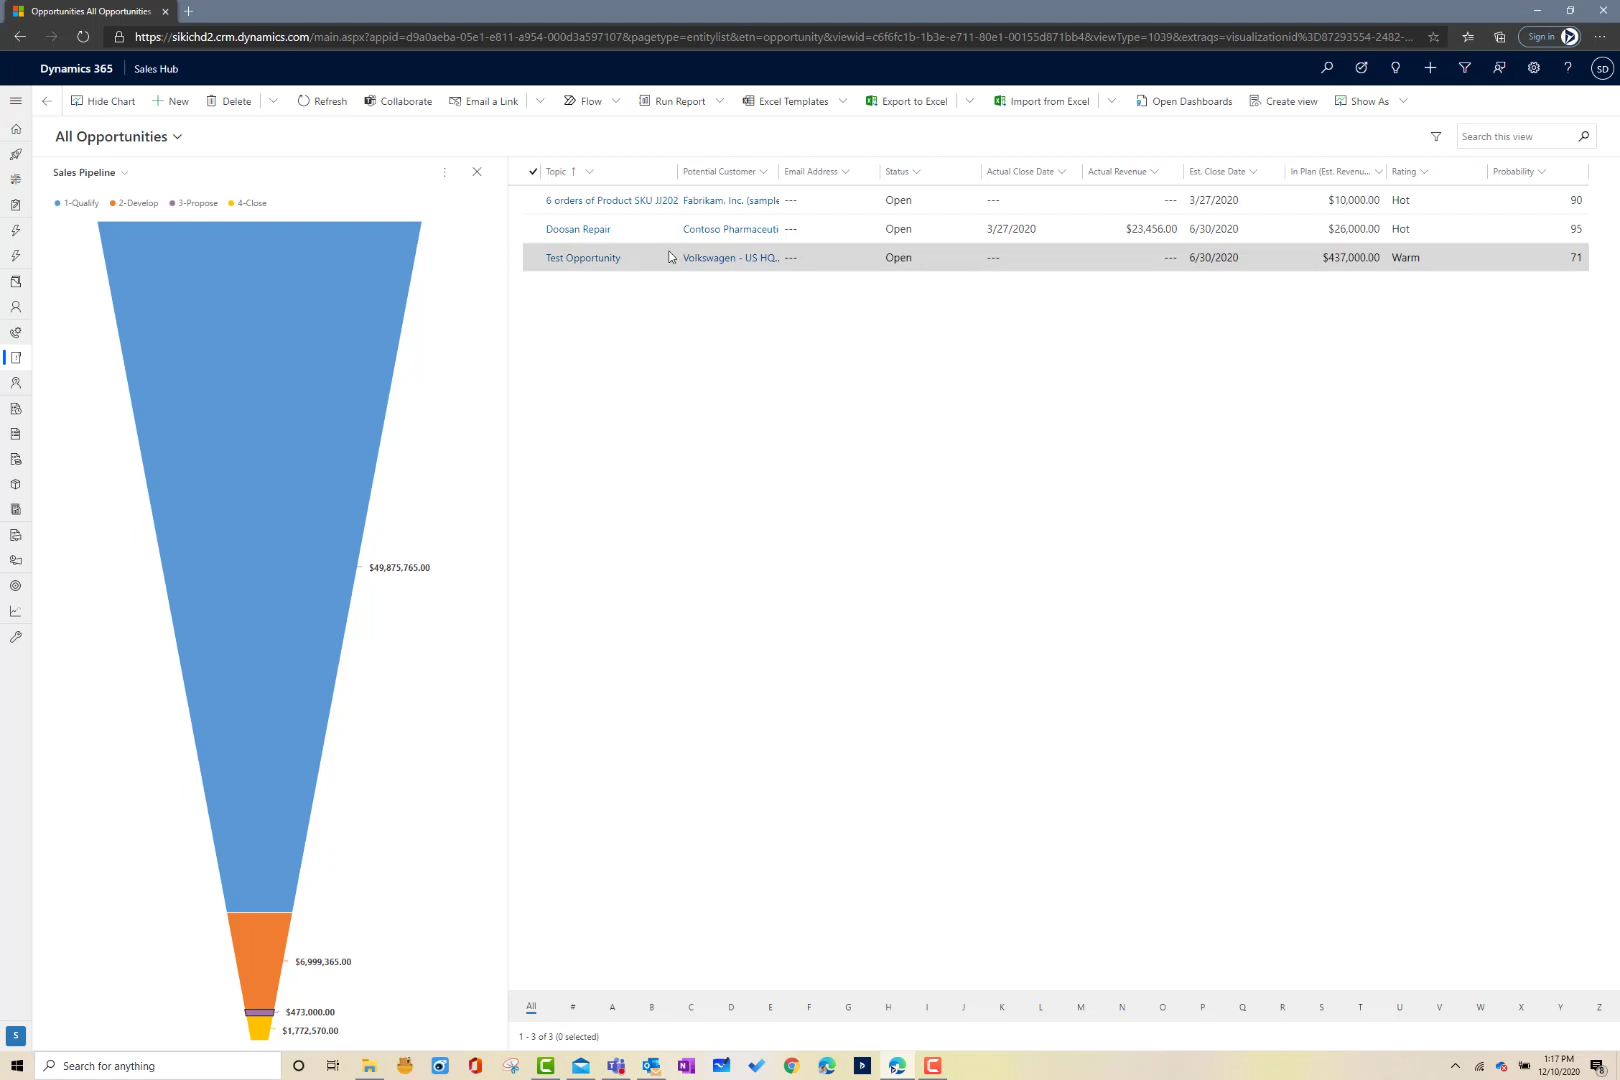 Opportunities All Opportunities
https://sikichd2.crm.dynamics.com/main.aspx?appid=d9a0aeba-05e1-e811-a954-000d3a597107&pagetype=entitylist&etn=opportunity&viewid=c6f6fc1b-1b3e-e711-80e1-00155d871bb4&viewType=1039&extraqs=visualizationid%3D87293554-2482-...
Sign in
Dynamics 365
Sales Hub
SD
Hide Chart
New
Delete
Refresh
Collaborate
Email a Link
Flow
Run Report
Excel Templates
Export to Excel
Import from Excel
Open Dashboards
Create view
Show As
All Opportunities
Search this view
Sales Pipeline
1-Qualify 2-Develop 3-Propose 4-Close
$49,875,765.00
$6,999,365.00
$473,000.00
$1,772,570.00
Topic ↑ Potential Customer Email Address Status Actual Close Date Actual Revenue Est. Close Date In Plan (Est. Revenu... Rating Probability
6 orders of Product SKU JJ202 Fabrikam, Inc. (sample --- Open --- --- 3/27/2020 $10,000.00 Hot 90
Doosan Repair Contoso Pharmaceuti --- Open 3/27/2020 $23,456.00 6/30/2020 $26,000.00 Hot 95
Test Opportunity Volkswagen - US HQ... --- Open --- --- 6/30/2020 $437,000.00 Warm 71
All # A B C D E F G H I J K L M N O P Q R S T U V W X Y Z
1 - 3 of 3 (0 selected)
S
Search for anything
1:17 PM
12/10/2020
8